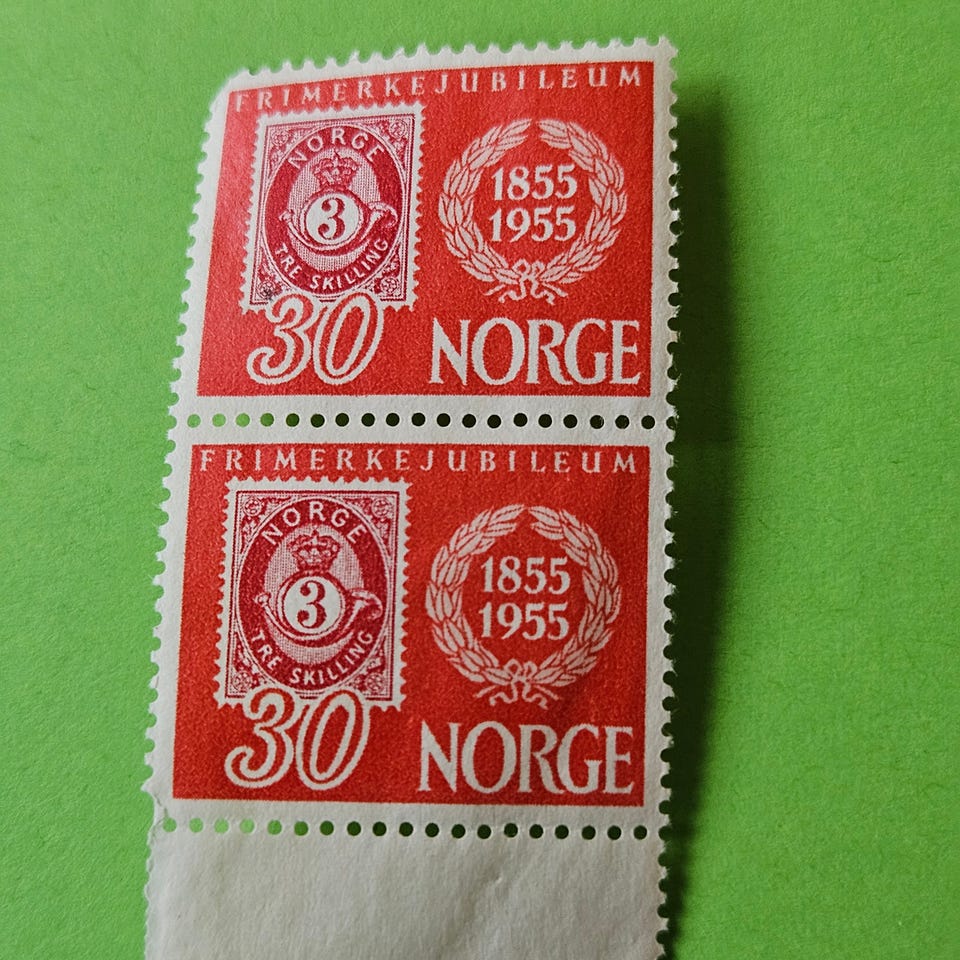 FRIMERKEJUBILEUM
NORGE
3
TRE SKILLING
1855
1955
30
NORGE
FRIMERKEJUBILEUM
NORGE
3
TRE SKILLING
1855
1955
30
NORGE